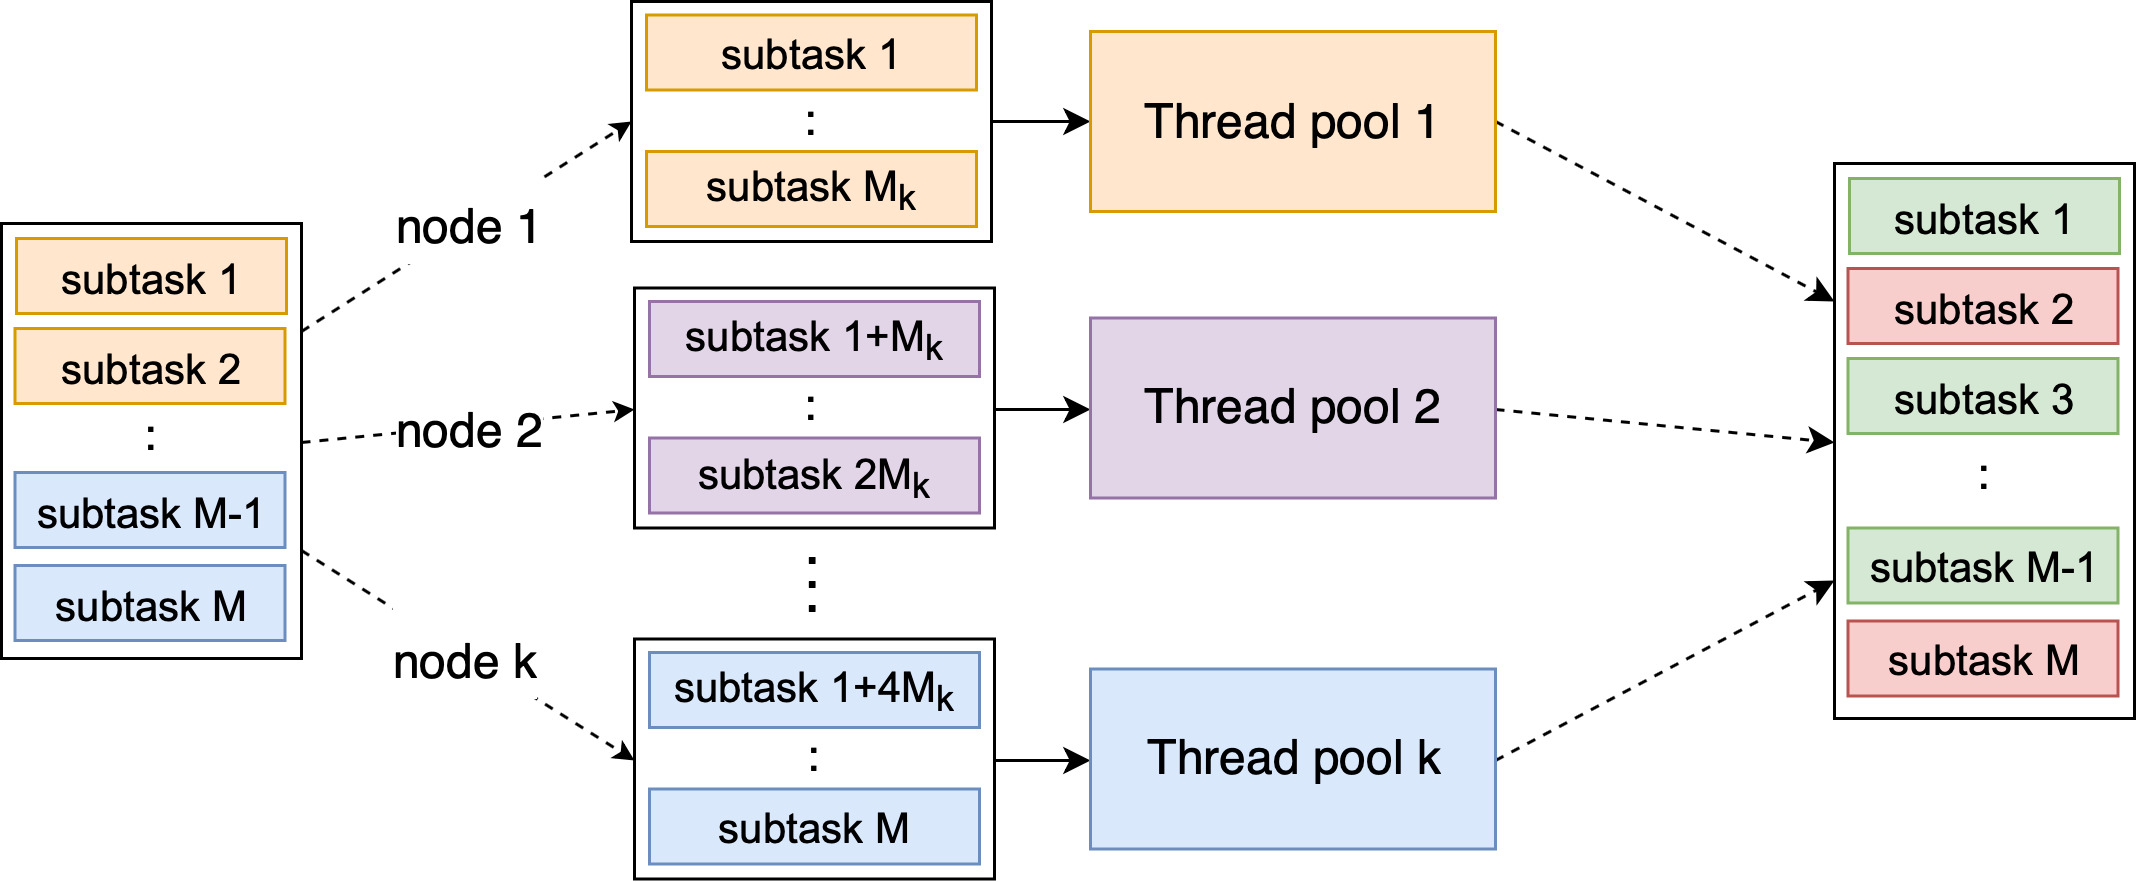 subtask 1
subtask 2
:
subtask M-1
subtask M
node 1
node 2
node k
subtask 1
:
subtask Mk
subtask 1+Mk
:
subtask 2Mk
subtask 1+4Mk
:
subtask M
Thread pool 1
Thread pool 2
Thread pool k
subtask 1
subtask 2
subtask 3
:
subtask M-1
subtask M